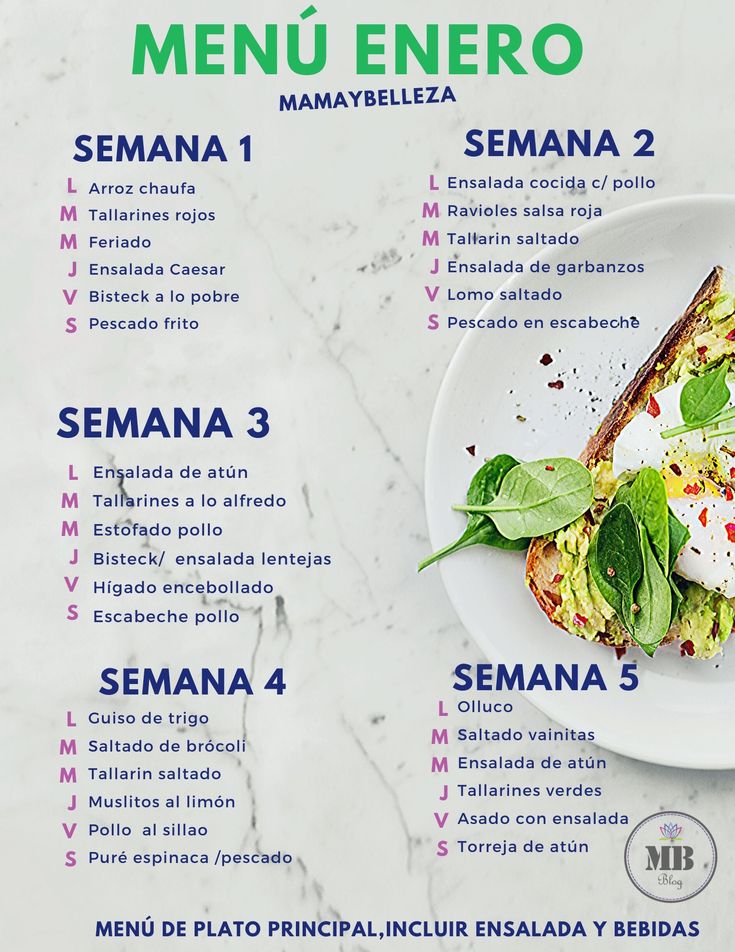 MENÚ ENERO
MAMAYBELLEZA
SEMANA 1
L Arroz chaufa
M Tallarines rojos
M Feriado
J Ensalada Caesar
V Bisteck a lo pobre
S Pescado frito
SEMANA 2
L Ensalada cocida c/ pollo
M Ravioles salsa roja
M Tallarin saltado
J Ensalada de garbanzos
V Lomo saltado
S Pescado en escabeche
SEMANA 3
L Ensalada de atún
M Tallarines a lo alfredo
M Estofado pollo
J Bisteck/ ensalada lentejas
V Hígado encebollado
S Escabeche pollo
SEMANA 4
L Guiso de trigo
M Saltado de brócoli
M Tallarin saltado
J Muslitos al limón
V Pollo al sillao
S Puré espinaca /pescado
SEMANA 5
L Olluco
M Saltado vainitas
M Ensalada de atún
J Tallarines verdes
V Asado con ensalada
S Torreja de atún
MB
Blog
MENÚ DE PLATO PRINCIPAL,INCLUIR ENSALADA Y BEBIDAS